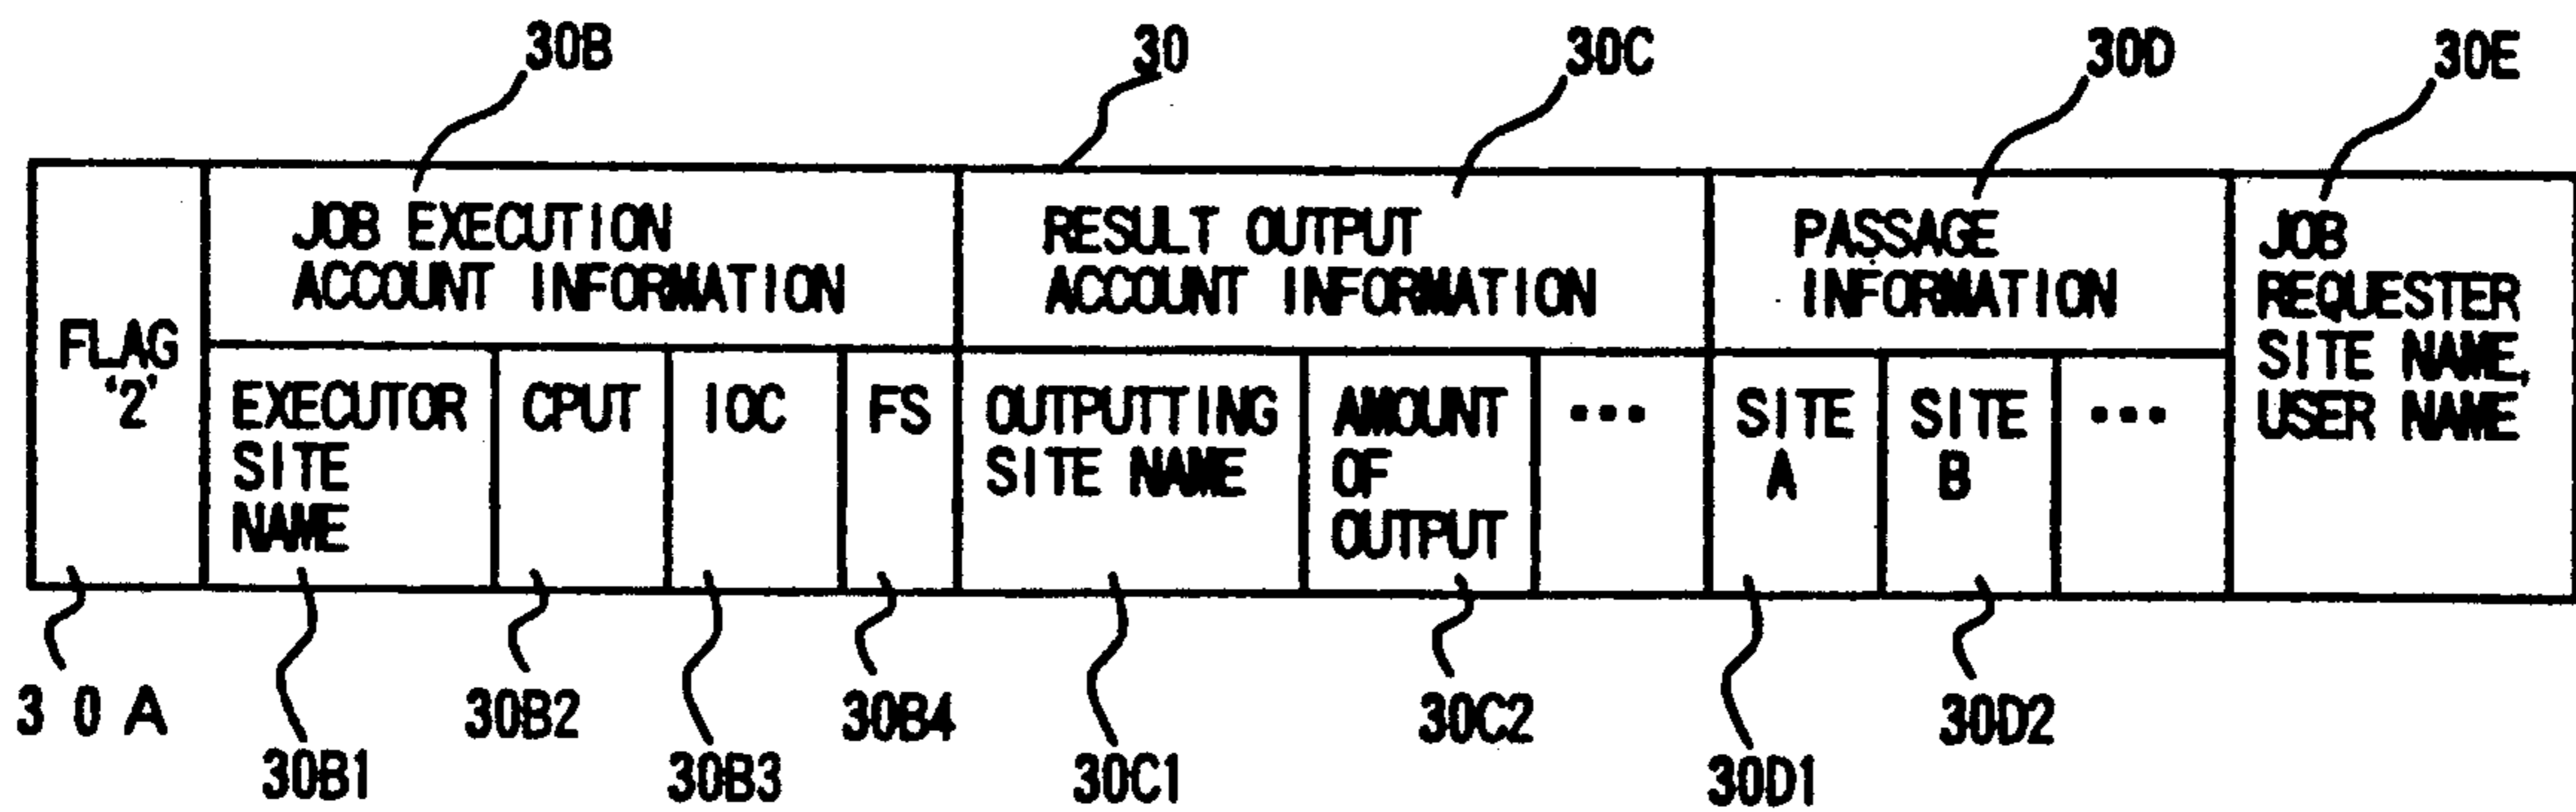 30B
30
30C
30D
30E
FLAG
'2'
JOB EXECUTION
ACCOUNT INFORMATION
RESULT OUTPUT
ACCOUNT INFORMATION
PASSAGE
INFORMATION
JOB
REQUESTER
SITE NAME,
USER NAME
EXECUTOR
SITE
NAME
CPUT
IOC
FS
OUTPUTTING
SITE NAME
AMOUNT
OF
OUTPUT
...
SITE
A
SITE
B
...
30A
30B1
30B2
30B3
30B4
30C1
30C2
30D1
30D2